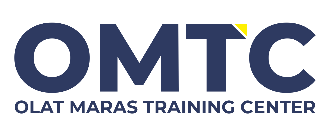 OMTC
OLAT MARAS TRAINING CENTER